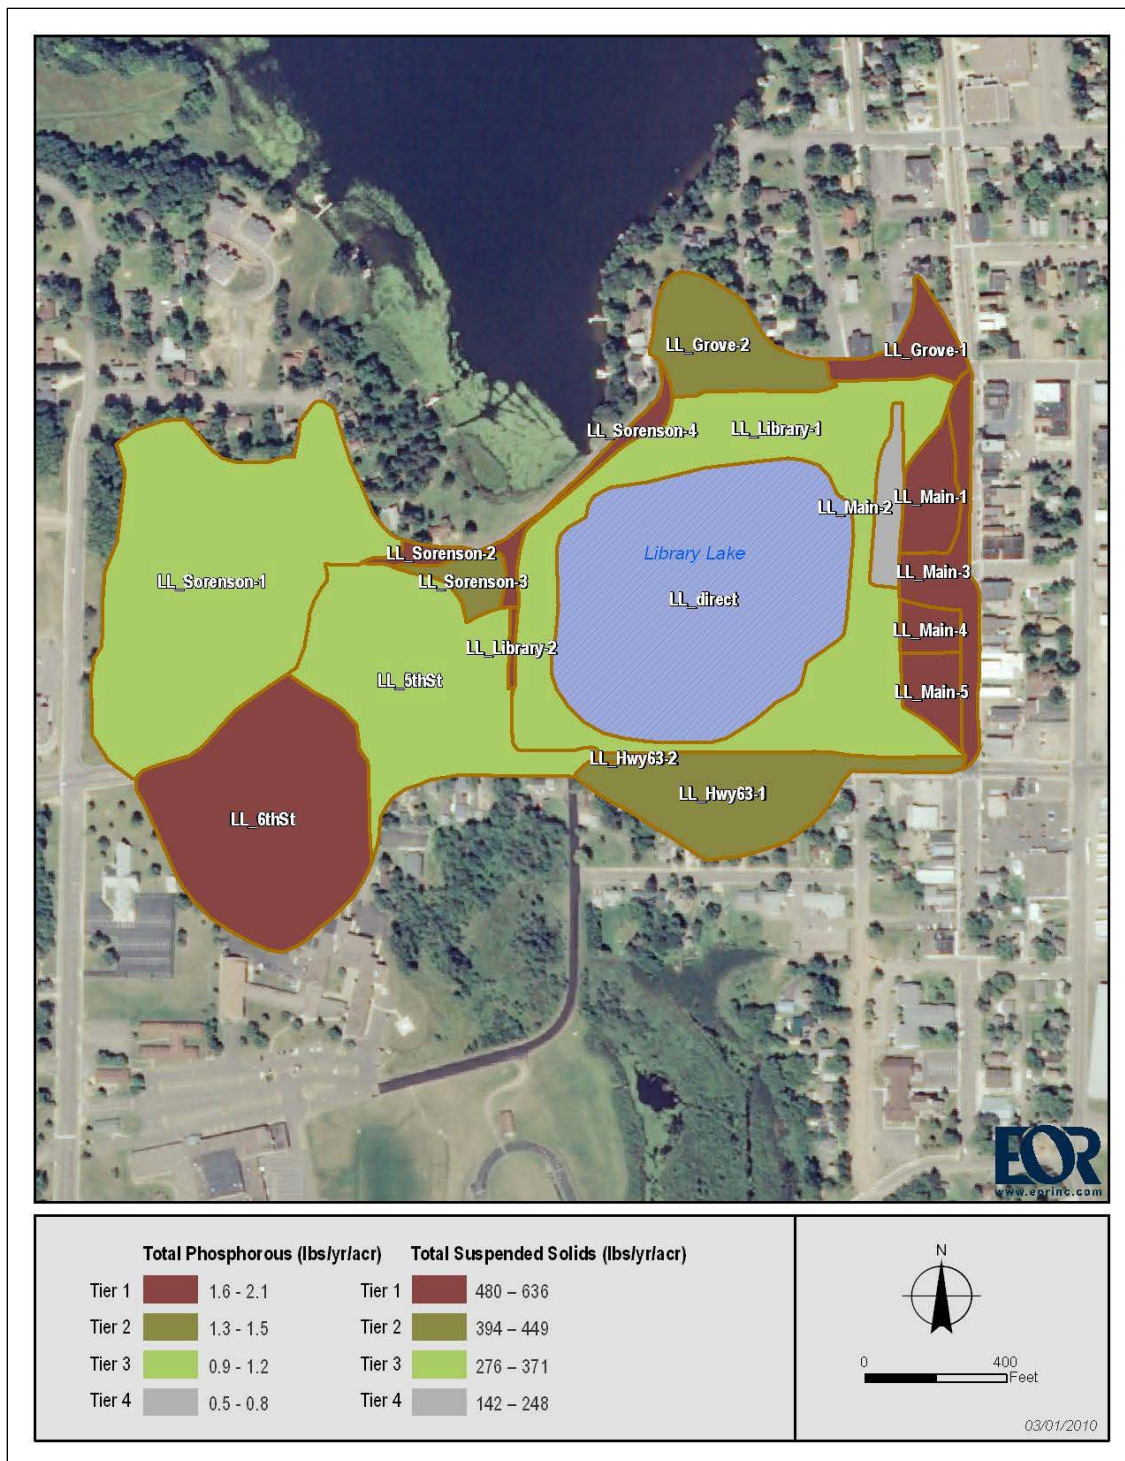 LL_Grove-2
LL_Grove-1
LL_Sorenson-4
LL_Library-1
LL_Main-1
LL_Main-2
LL_Sorenson-2
Library Lake
LL_Sorenson-1
LL_Sorenson-3
LL_Main-3
LL_direct
LL_Main-4
LL_Library-2
LL_5thSt
LL_Main-5
LL_Hwy63-2
LL_Hwy63-1
LL_6thSt
EOR
www.eorinc.com
Total Phosphorous (lbs/yr/acr)
Tier 1 1.6 - 2.1
Tier 2 1.3 - 1.5
Tier 3 0.9 - 1.2
Tier 4 0.5 - 0.8
Total Suspended Solids (lbs/yr/acr)
Tier 1 480 – 636
Tier 2 394 – 449
Tier 3 276 – 371
Tier 4 142 – 248
N
0 400
Feet
03/01/2010